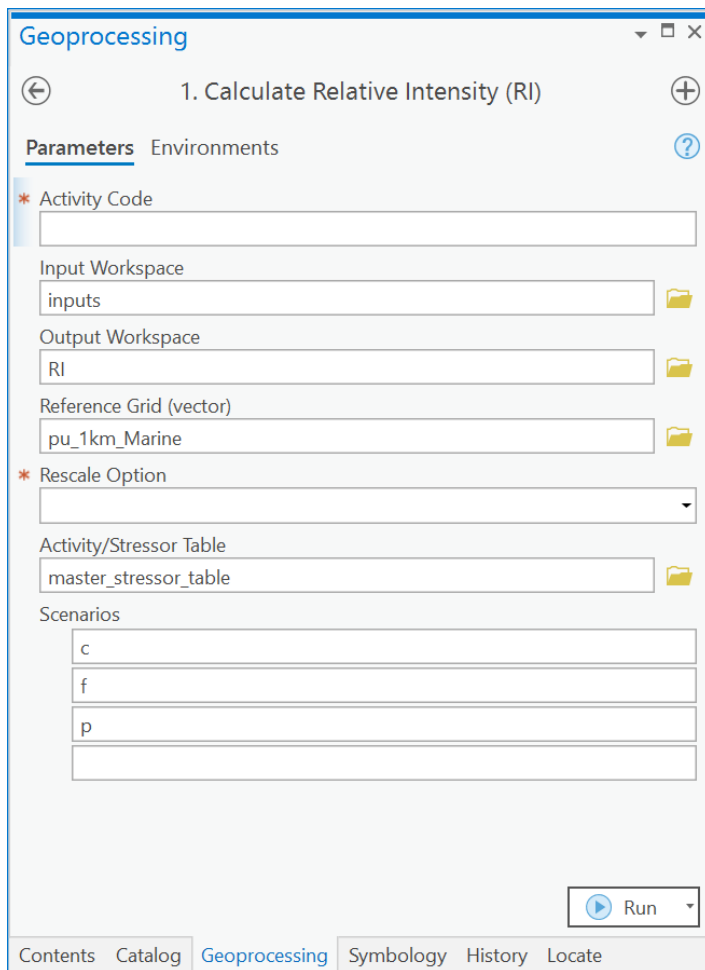 Geoprocessing
1. Calculate Relative Intensity (RI)
Parameters Environments
* Activity Code
Input Workspace
inputs
Output Workspace
RI
Reference Grid (vector)
pu_1km_Marine
* Rescale Option
Activity/Stressor Table
master_stressor_table
Scenarios
c
f
p
Run
Contents Catalog Geoprocessing Symbology History Locate